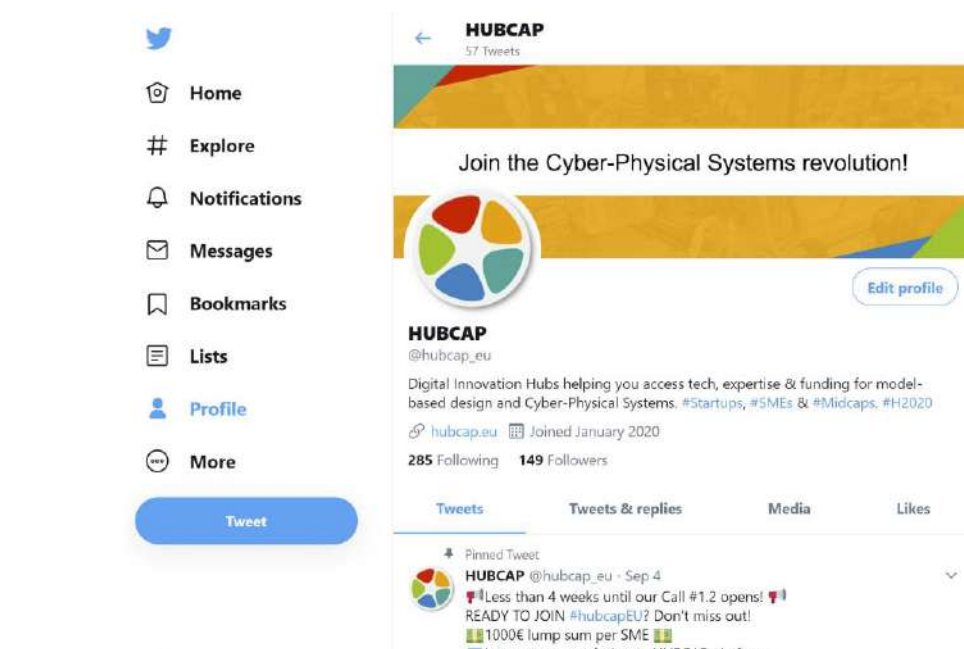 HUBCAP
57 Tweets
Home
Explore
Notifications
Messages
Bookmarks
Lists
Profile
More
Tweet
Join the Cyber-Physical Systems revolution!
Edit profile
HUBCAP
@hubcap_eu
Digital Innovation Hubs helping you access tech, expertise & funding for model-
based design and Cyber-Physical Systems. #Startups, #SMEs & #Midcaps. #H2020
hubcap.eu Joined January 2020
285 Following 149 Followers
Tweets Tweets & replies Media Likes
Pinned Tweet
HUBCAP @hubcap_eu · Sep 4
Less than 4 weeks until our Call #1.2 opens!
READY TO JOIN #hubcapEU? Don't miss out!
1000€ lump sum per SME